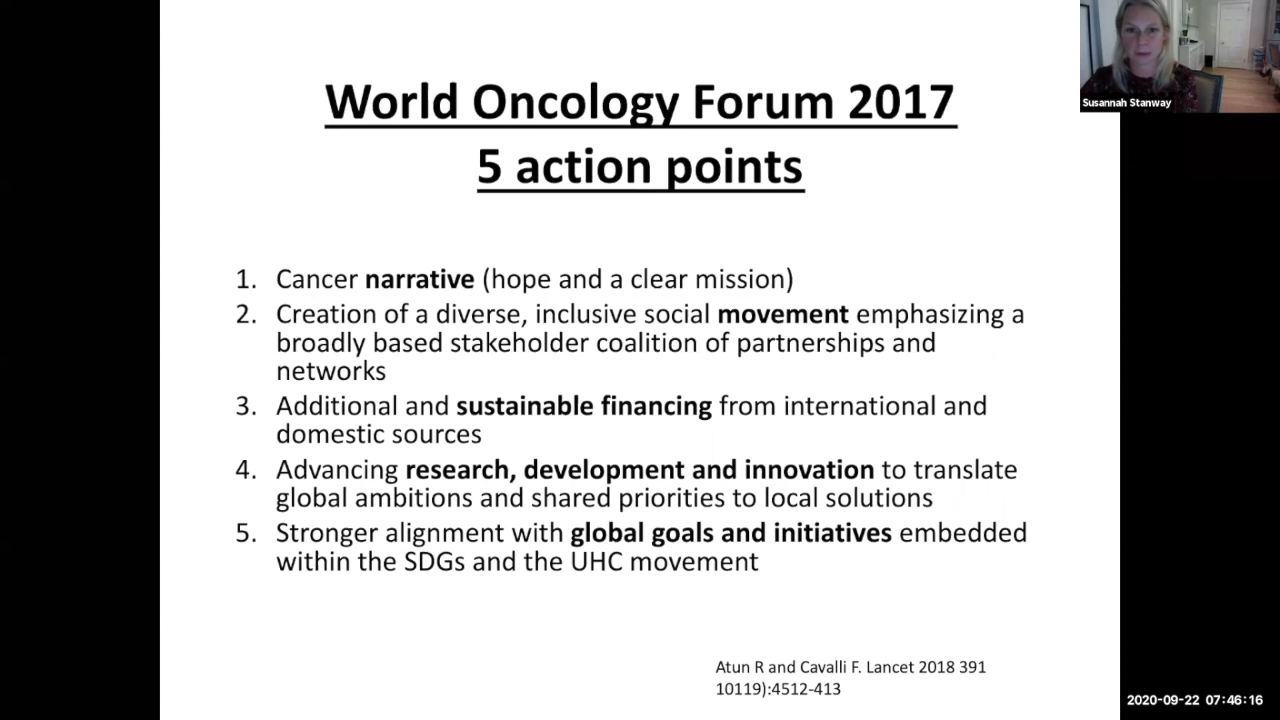 World Oncology Forum 2017
5 action points
Susannah Stanway
1. Cancer narrative (hope and a clear mission)
2. Creation of a diverse, inclusive social movement emphasizing a
broadly based stakeholder coalition of partnerships and
networks
3. Additional and sustainable financing from international and
domestic sources
4. Advancing research, development and innovation to translate
global ambitions and shared priorities to local solutions
5. Stronger alignment with global goals and initiatives embedded
within the SDGs and the UHC movement
Atun R and Cavalli F. Lancet 2018 391
10119):4512-413
2020-09-22 07:46:16